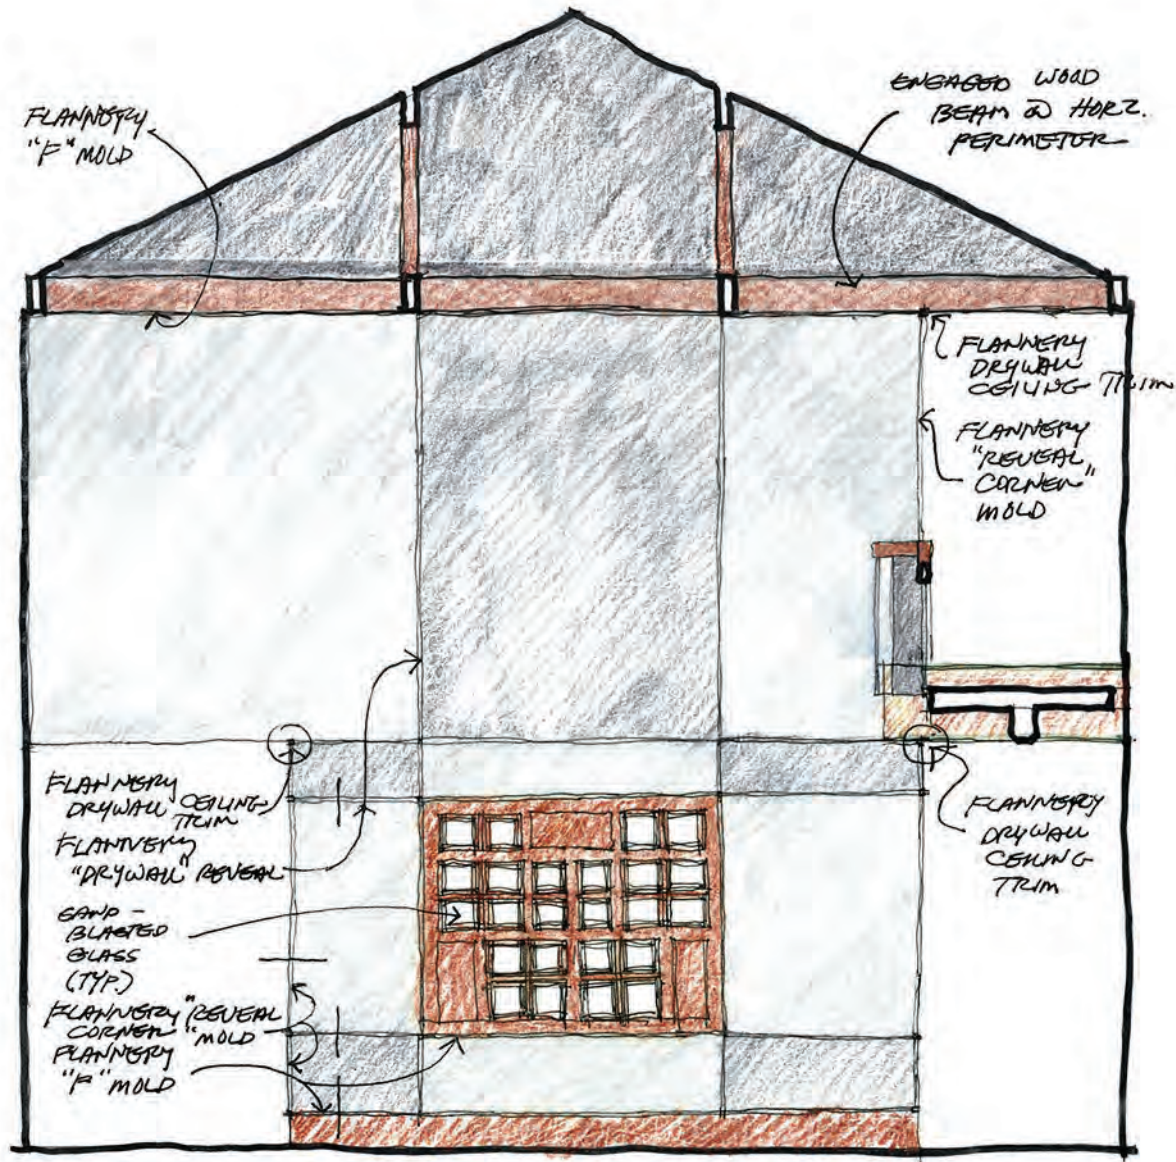 FLANNERY
"F" MOLD
ENGAGED WOOD
BEAM @ HORZ.
PERIMETER
FLANNERY
DRYWALL
CEILING TRIM
FLANNERY
"REVEAL
CORNER"
MOLD
FLANNERY
DRYWALL CEILING
TRIM
FLANNERY
"DRYWALL" REVEAL
SAND-
BLASTED
GLASS
(TYP.)
FLANNERY "REVEAL
CORNER" MOLD
FLANNERY
"F" MOLD
FLANNERY
DRYWALL
CEILING
TRIM